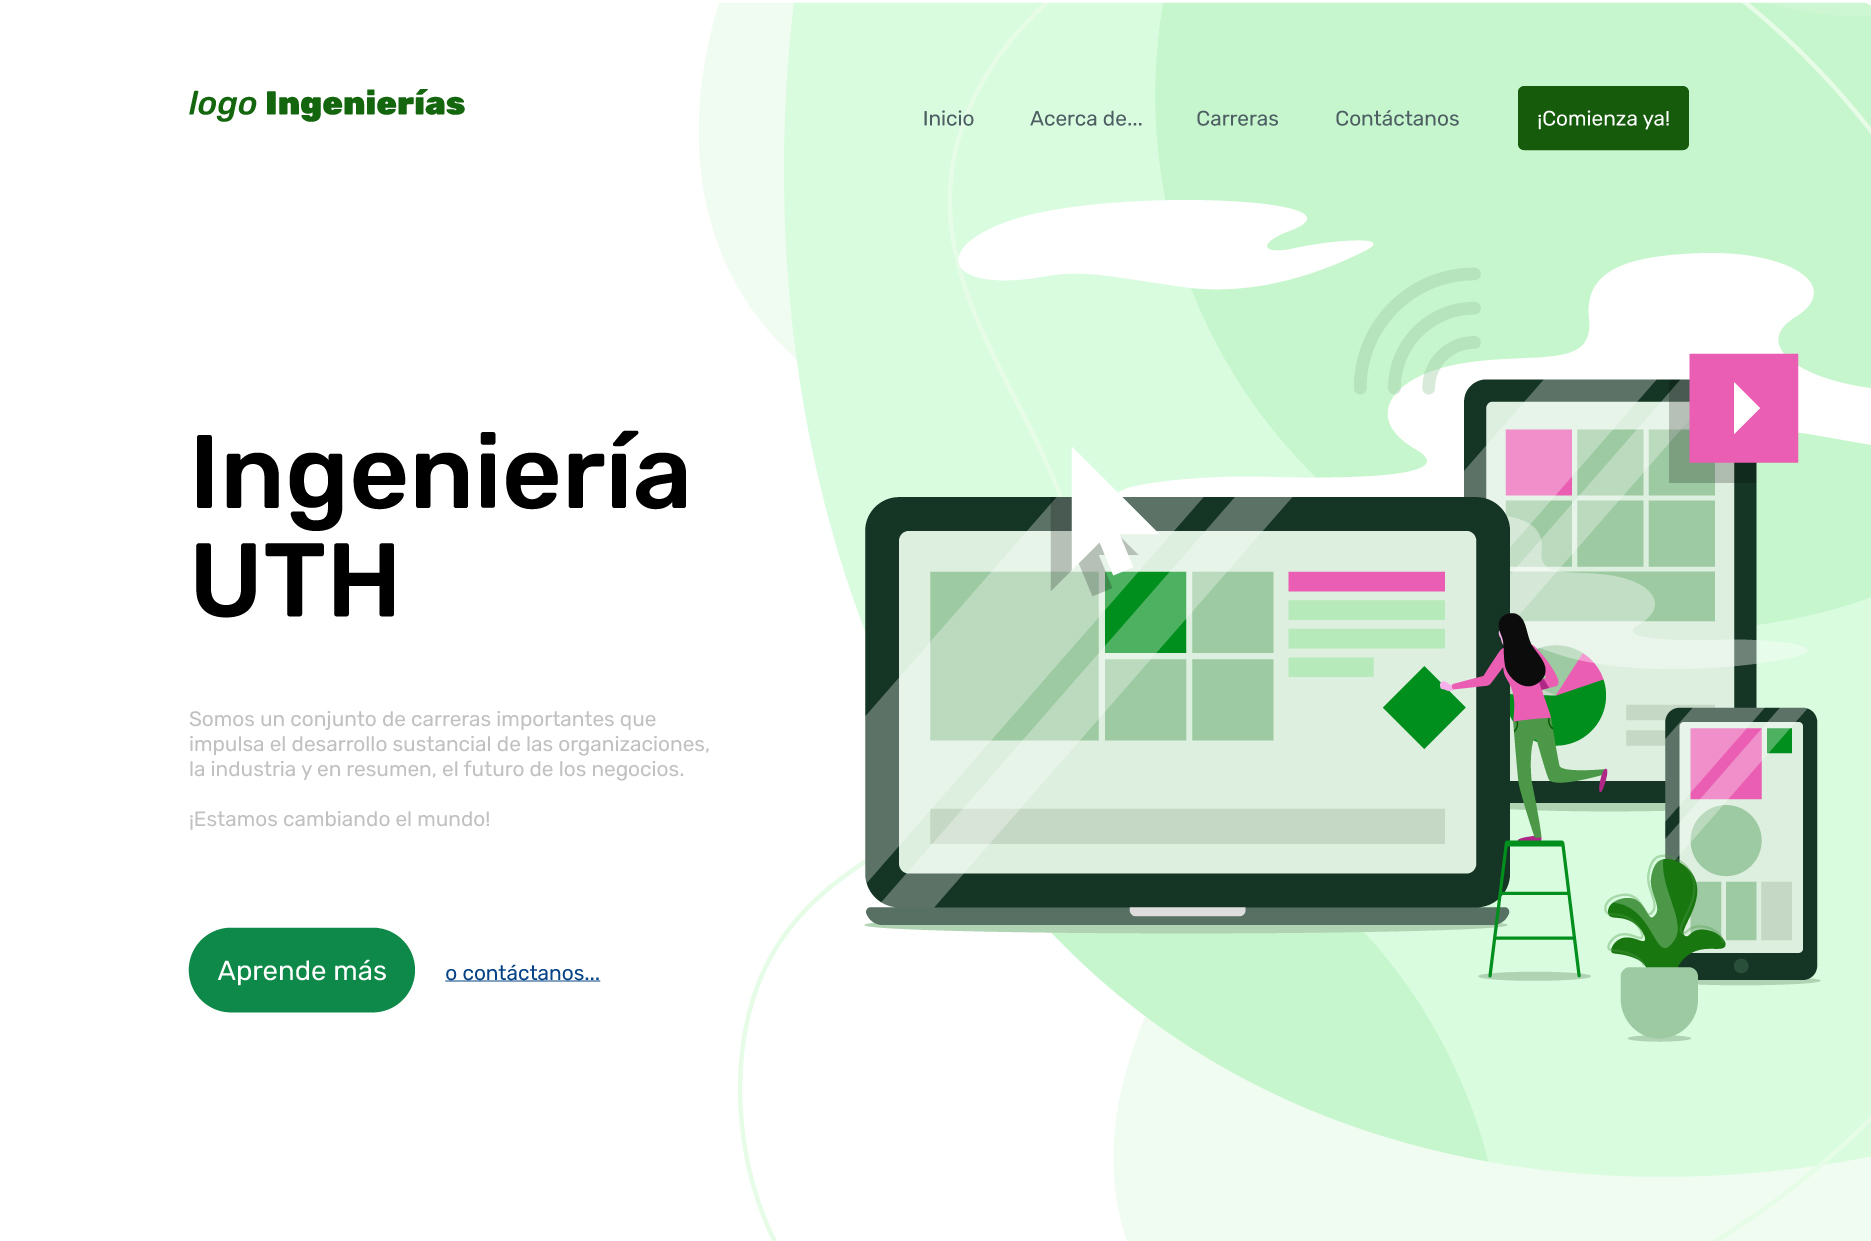 logo Ingenierías
Inicio
Acerca de...
Carreras
Contáctanos
¡Comienza ya!
Ingeniería
UTH
Somos un conjunto de carreras importantes que
impulsa el desarrollo sustancial de las organizaciones,
la industria y en resumen, el futuro de los negocios.
¡Estamos cambiando el mundo!
Aprende más
o contáctanos...